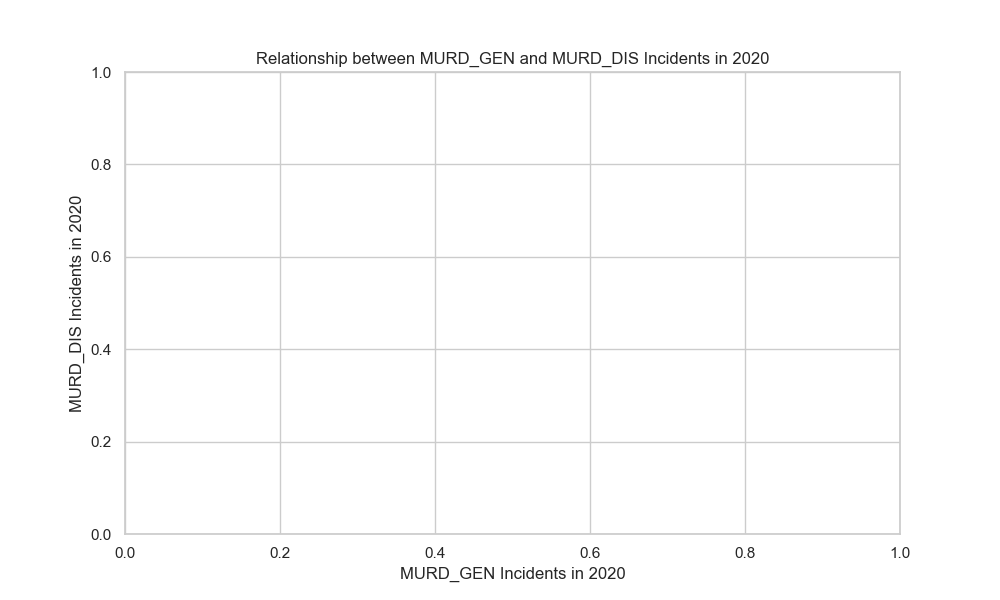 Relationship between MURD_GEN and MURD_DIS Incidents in 2020
1.0
0.8
0.6
0.4
0.2
0.0
MURD_DIS Incidents in 2020
0.0 0.2 0.4 0.6 0.8 1.0
MURD_GEN Incidents in 2020